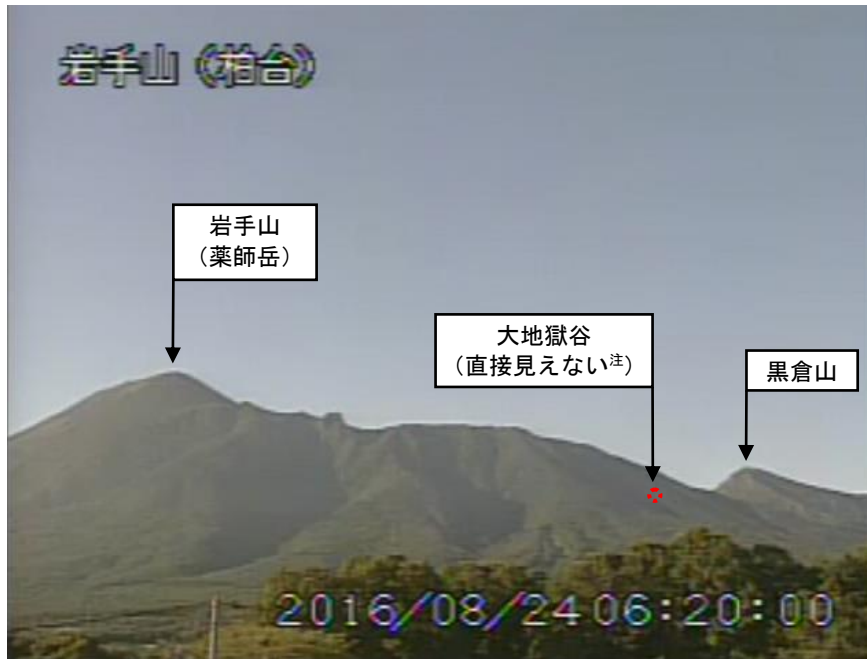 岩手山（柏台）
岩手山
（薬師岳）
大地獄谷
（直接見えない注）
黒倉山
2016/08/24 06:20:00